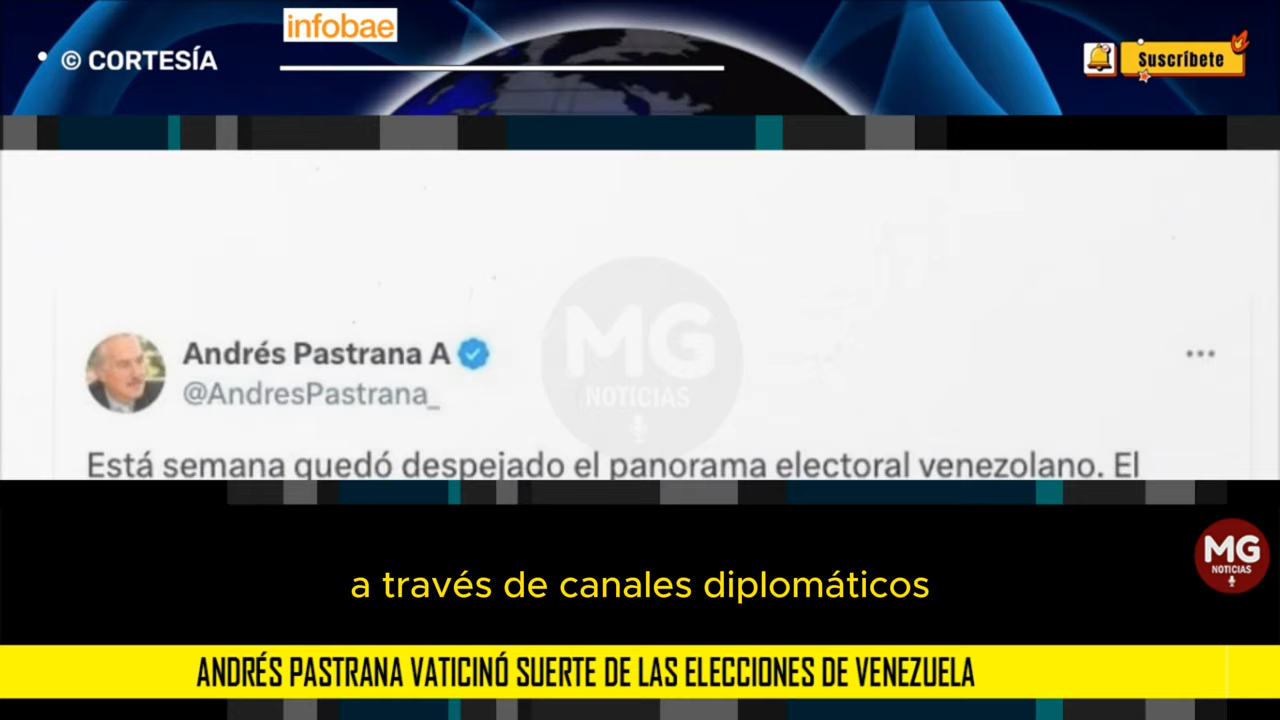 infobae
© CORTESÍA
Suscríbete
MG
NOTICIAS
Andrés Pastrana A
@AndresPastrana_
Está semana quedó despejado el panorama electoral venezolano. El
a través de canales diplomáticos
MG
NOTICIAS
ANDRÉS PASTRANA VATICINÓ SUERTE DE LAS ELECCIONES DE VENEZUELA